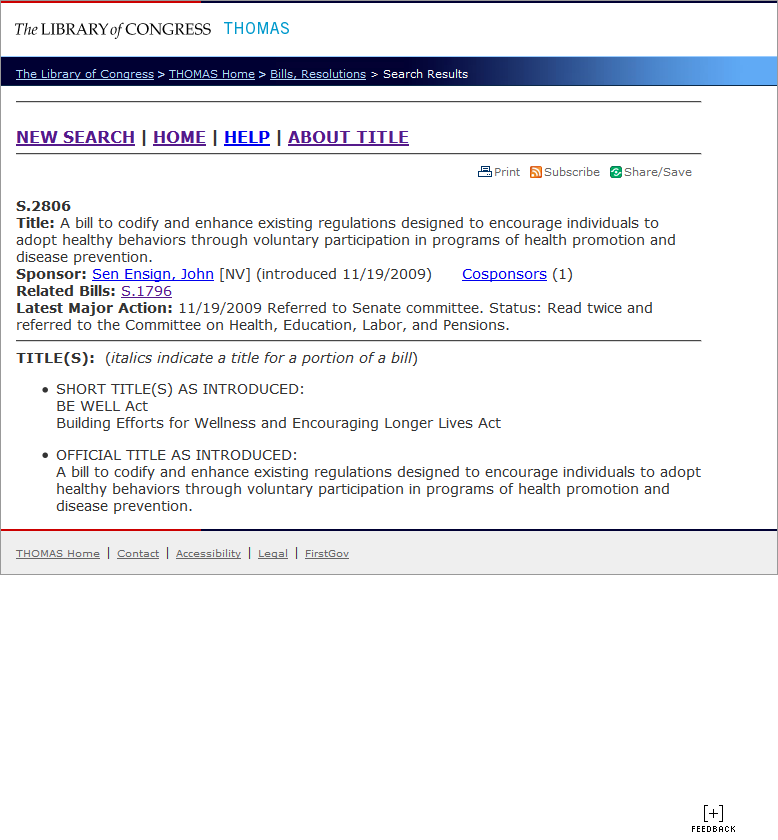 The LIBRARY of CONGRESS THOMAS
The Library of Congress > THOMAS Home > Bills, Resolutions > Search Results
NEW SEARCH | HOME | HELP | ABOUT TITLE
Print Subscribe Share/Save
S.2806
Title: A bill to codify and enhance existing regulations designed to encourage individuals to
adopt healthy behaviors through voluntary participation in programs of health promotion and
disease prevention.
Sponsor: Sen Ensign, John [NV] (introduced 11/19/2009) Cosponsors (1)
Related Bills: S.1796
Latest Major Action: 11/19/2009 Referred to Senate committee. Status: Read twice and
referred to the Committee on Health, Education, Labor, and Pensions.
TITLE(S): (italics indicate a title for a portion of a bill)
• SHORT TITLE(S) AS INTRODUCED:
BE WELL Act
Building Efforts for Wellness and Encouraging Longer Lives Act
• OFFICIAL TITLE AS INTRODUCED:
A bill to codify and enhance existing regulations designed to encourage individuals to adopt
healthy behaviors through voluntary participation in programs of health promotion and
disease prevention.
THOMAS Home | Contact | Accessibility | Legal | FirstGov
[+]
FEEDBACK